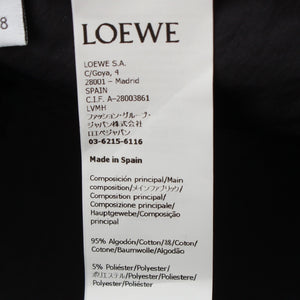 8
LOEWE
LOEWE S.A.
C/Goya, 4
28001 - Madrid
SPAIN
C.I.F. A-28003861
LVMH
ファッション・グループ・
ジャパン株式会社
ロエベジャパン
03-6215-6116
Made in Spain
Composición principal/Main
composition/メインファブリック/
Composition principal/
Composizione principale/
Hauptgewebe/Composição
principal
95% Algodón/Cotton/綿/Coton/
Cotone/Baumwolle/Algodão
5% Poliéster/Polyester/
ポリエステル/Polyester/Poliestere/
Polyester/Poliéster